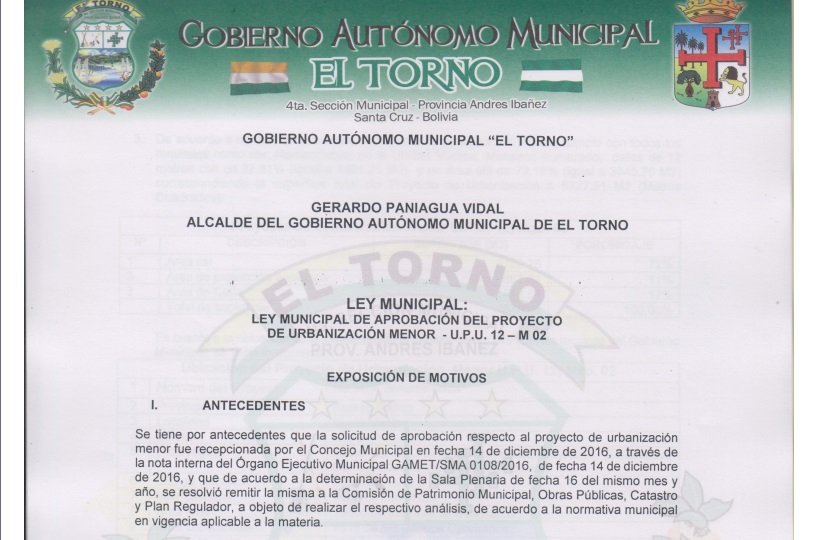 EL TORNO
GOBIERNO AUTÓNOMO MUNICIPAL
EL TORNO
4ta. Sección Municipal - Provincia Andres Ibañez
Santa Cruz - Bolivia
GOBIERNO AUTÓNOMO MUNICIPAL "EL TORNO"
GERARDO PANIAGUA VIDAL
ALCALDE DEL GOBIERNO AUTÓNOMO MUNICIPAL DE EL TORNO
EL TORNO
LEY MUNICIPAL:
LEY MUNICIPAL DE APROBACIÓN DEL PROYECTO
DE URBANIZACIÓN MENOR - U.P.U. 12 – M 02
PROV. ANDRES IBAÑEZ
EXPOSICIÓN DE MOTIVOS
I. ANTECEDENTES
Se tiene por antecedentes que la solicitud de aprobación respecto al proyecto de urbanización
menor fue recepcionada por el Concejo Municipal en fecha 14 de diciembre de 2016, a través de
la nota interna del Órgano Ejecutivo Municipal GAMET/SMA 0108/2016, de fecha 14 de diciembre
de 2016, y que de acuerdo a la determinación de la Sala Plenaria de fecha 16 del mismo mes y
año, se resolvió remitir la misma a la Comisión de Patrimonio Municipal, Obras Públicas, Catastro
y Plan Regulador, a objeto de realizar el respectivo análisis, de acuerdo a la normativa municipal
en vigencia aplicable a la materia.